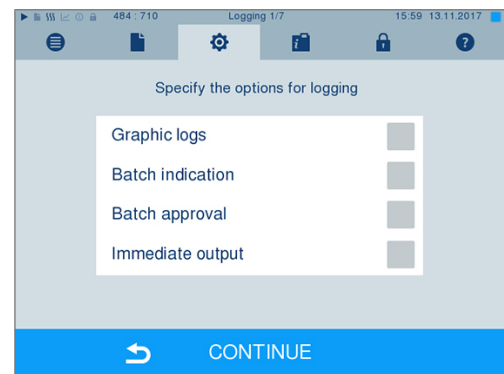 484 : 710 Logging 1/7 15:59 13.11.2017
Specify the options for logging
Graphic logs
Batch indication
Batch approval
Immediate output
CONTINUE